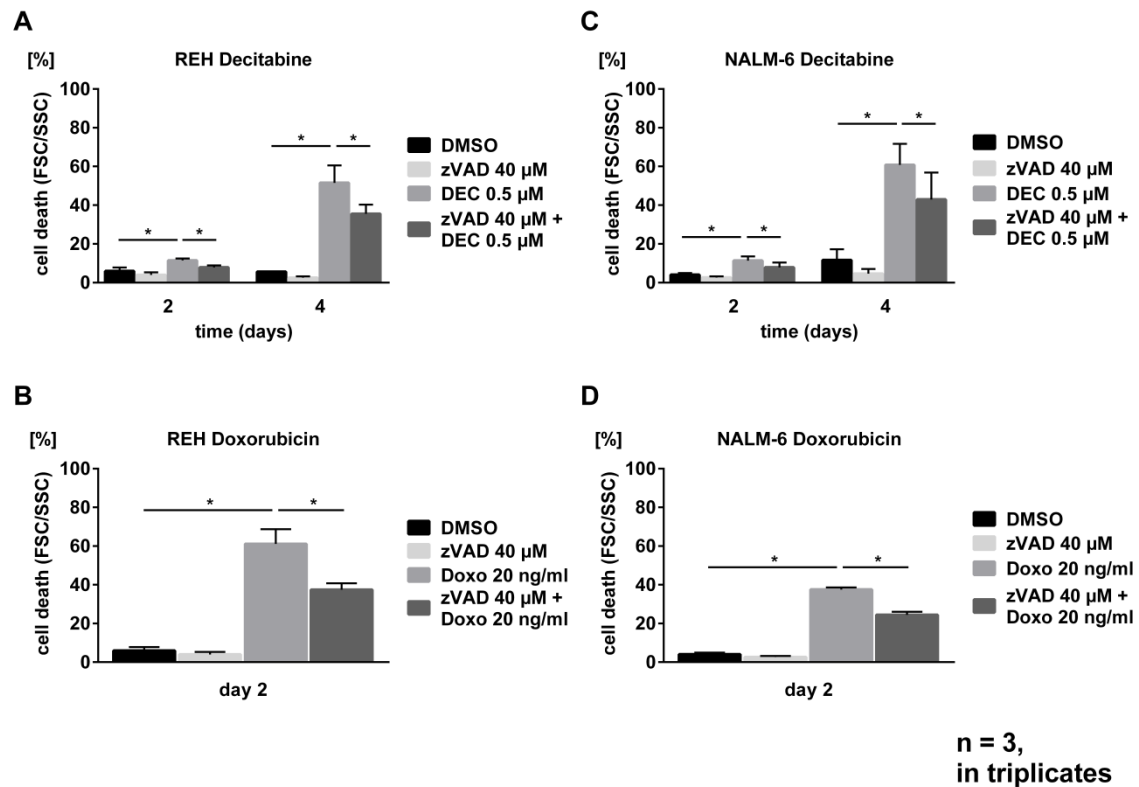 A
[%]
REH Decitabine
cell death (FSC/SSC)
100
80
60
40
20
0
*
*
*
*
2
4
time (days)
DMSO
zVAD 40 µM
DEC 0.5 µM
zVAD 40 µM +
DEC 0.5 µM
C
[%]
NALM-6 Decitabine
cell death (FSC/SSC)
100
80
60
40
20
0
*
*
*
*
2
4
time (days)
DMSO
zVAD 40 µM
DEC 0.5 µM
zVAD 40 µM +
DEC 0.5 µM
B
[%]
REH Doxorubicin
cell death (FSC/SSC)
100
80
60
40
20
0
*
*
day 2
DMSO
zVAD 40 µM
Doxo 20 ng/ml
zVAD 40 µM +
Doxo 20 ng/ml
D
[%]
NALM-6 Doxorubicin
cell death (FSC/SSC)
100
80
60
40
20
0
*
*
day 2
DMSO
zVAD 40 µM
Doxo 20 ng/ml
zVAD 40 µM +
Doxo 20 ng/ml
n = 3,
in triplicates